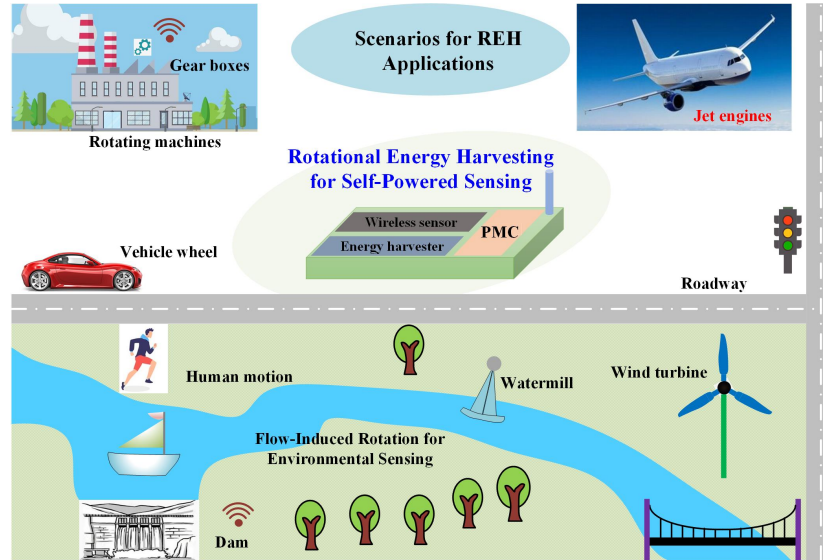 Scenarios for REH
Applications
Gear boxes
Jet engines
Rotating machines
Rotational Energy Harvesting
for Self-Powered Sensing
Wireless sensor
PMC
Energy harvester
Vehicle wheel
Roadway
Human motion
Watermill
Wind turbine
Flow-Induced Rotation for
Environmental Sensing
Dam